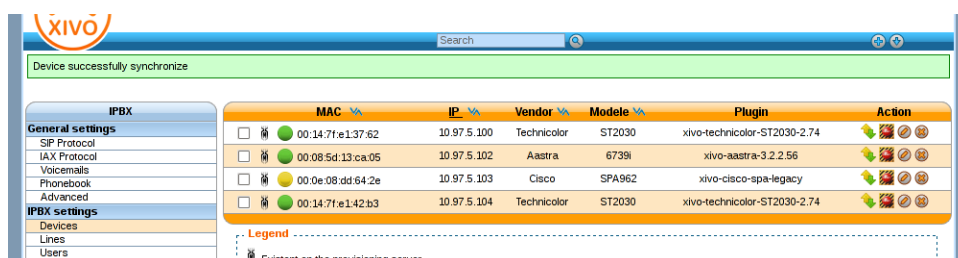 XIVO
Search
Device successfully synchronize
IPBX
General settings
SIP Protocol
IAX Protocol
Voicemails
Phonebook
Advanced
IPBX settings
Devices
Lines
Users
MAC IP Vendor Modele Plugin Action
00:14:7f:e1:37:62 10.97.5.100 Technicolor ST2030 xivo-technicolor-ST2030-2.74
00:08:5d:13:ca:05 10.97.5.102 Aastra 6739i xivo-aastra-3.2.2.56
00:0e:08:dd:64:2e 10.97.5.103 Cisco SPA962 xivo-cisco-spa-legacy
00:14:7f:e1:42:b3 10.97.5.104 Technicolor ST2030 xivo-technicolor-ST2030-2.74
Legend
Existent on the provisioning server